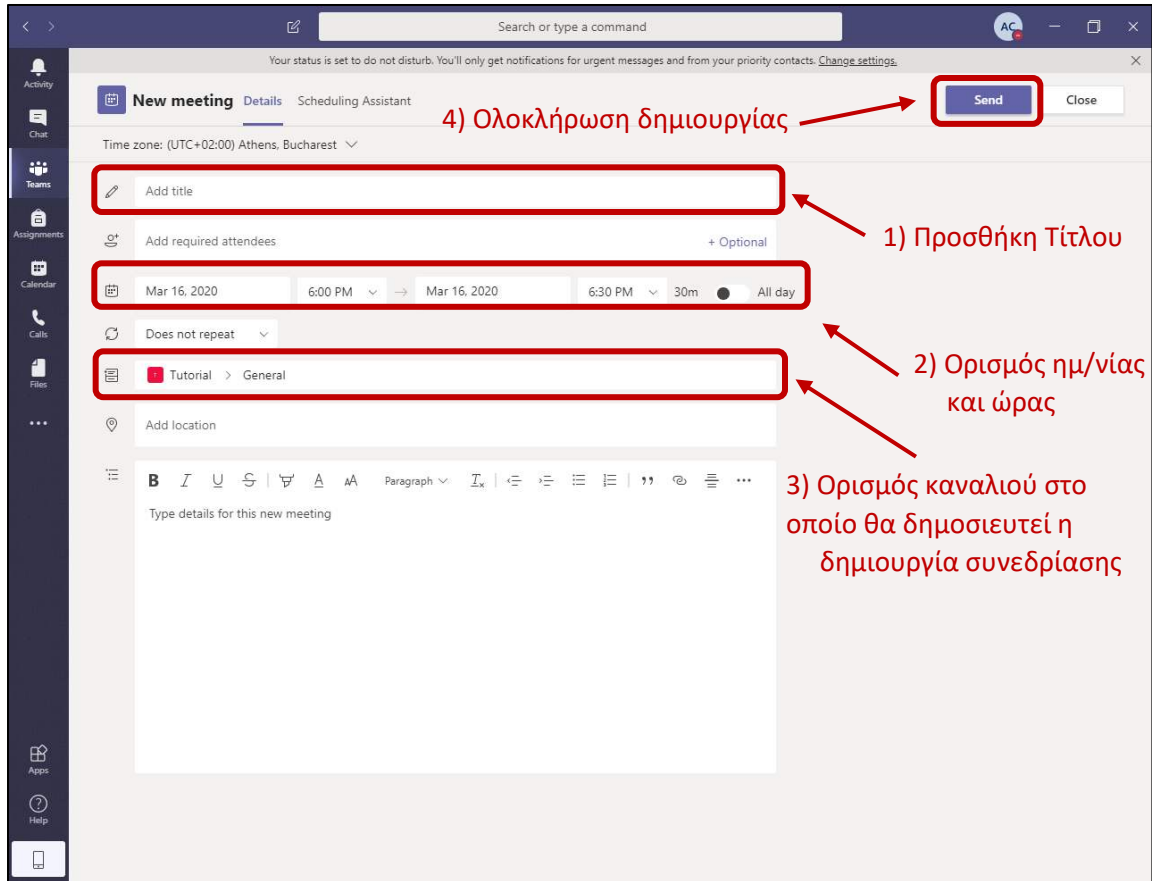 Search or type a command
AC
Your status is set to do not disturb. You'll only get notifications for urgent messages and from your priority contacts. Change settings.
Activity
Chat
Teams
Assignments
Calendar
Calls
Files
Apps
Help
New meeting Details Scheduling Assistant
Send Close
4) Ολοκλήρωση δημιουργίας
Time zone: (UTC+02:00) Athens, Bucharest
Add title
1) Προσθήκη Τίτλου
Add required attendees + Optional
Mar 16, 2020 6:00 PM → Mar 16, 2020 6:30 PM 30m All day
Does not repeat
2) Ορισμός ημ/νίας
και ώρας
Tutorial > General
Add location
3) Ορισμός καναλιού στο
οποίο θα δημοσιευτεί η
δημιουργία συνεδρίασης
B I U S A AA Paragraph Tx
Type details for this new meeting